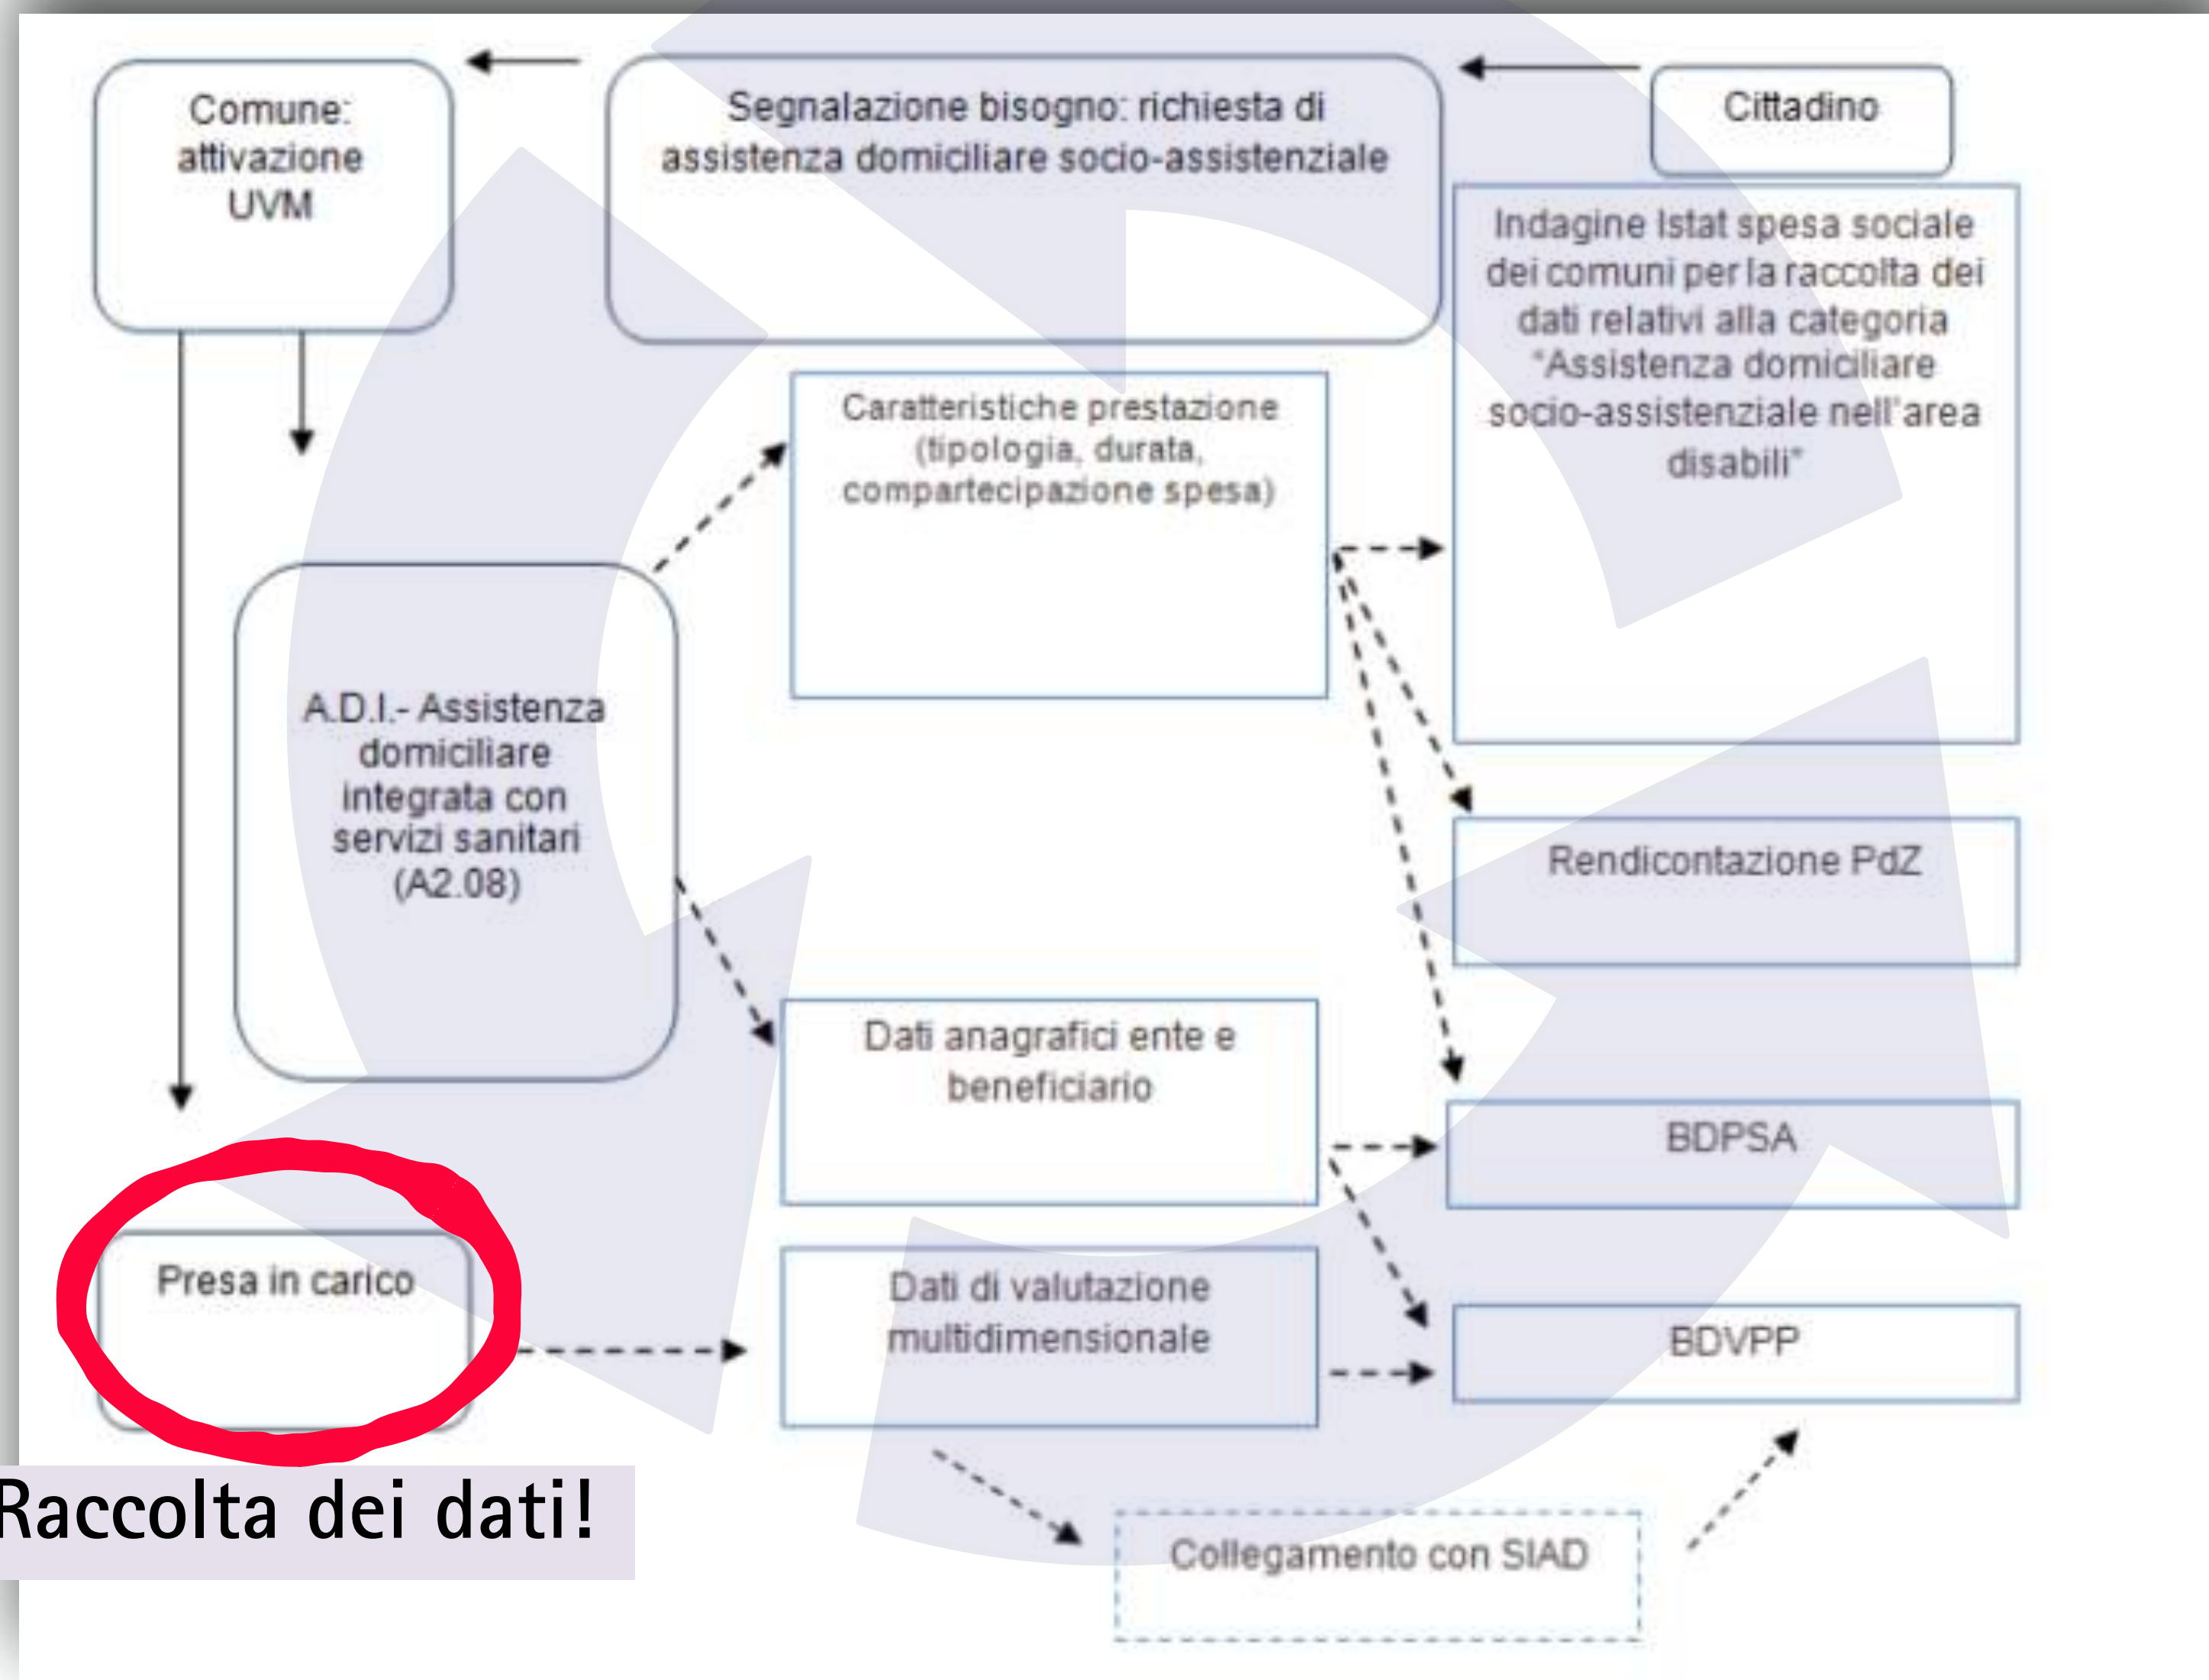 Comune:
attivazione
UVM
Segnalazione bisogno: richiesta di
assistenza domiciliare socio-assistenziale
Cittadino
Indagine Istat spesa sociale
dei comuni per la raccolta dei
dati relativi alla categoria
"Assistenza domiciliare
socio-assistenziale nell'area
disabili"
Caratteristiche prestazione
(tipologia, durata,
compartecipazione spesa)
A.D.I.- Assistenza
domiciliare
integrata con
servizi sanitari
(A2.08)
Rendicontazione PdZ
Dati anagrafici ente e
beneficiario
BDPSA
Presa in carico
Dati di valutazione
multidimensionale
BDVPP
Raccolta dei dati!
Collegamento con SIAD